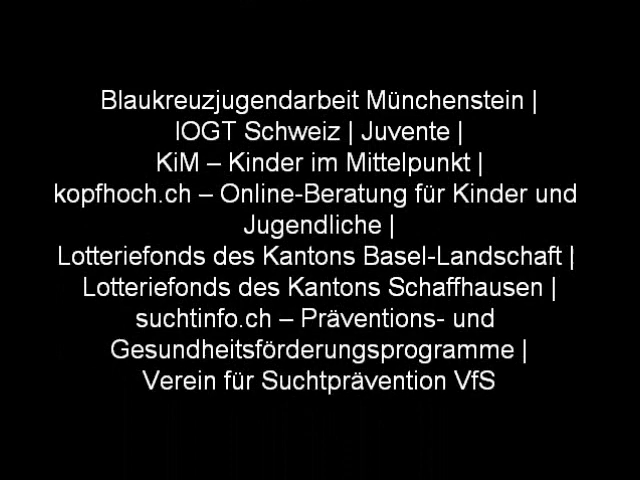 Blaukreuzjugendarbeit Münchenstein |
IOGT Schweiz | Juvente |
KiM – Kinder im Mittelpunkt |
kopfhoch.ch – Online-Beratung für Kinder und
Jugendliche |
Lotteriefonds des Kantons Basel-Landschaft |
Lotteriefonds des Kantons Schaffhausen |
suchtinfo.ch – Präventions- und
Gesundheitsförderungsprogramme |
Verein für Suchtprävention VfS